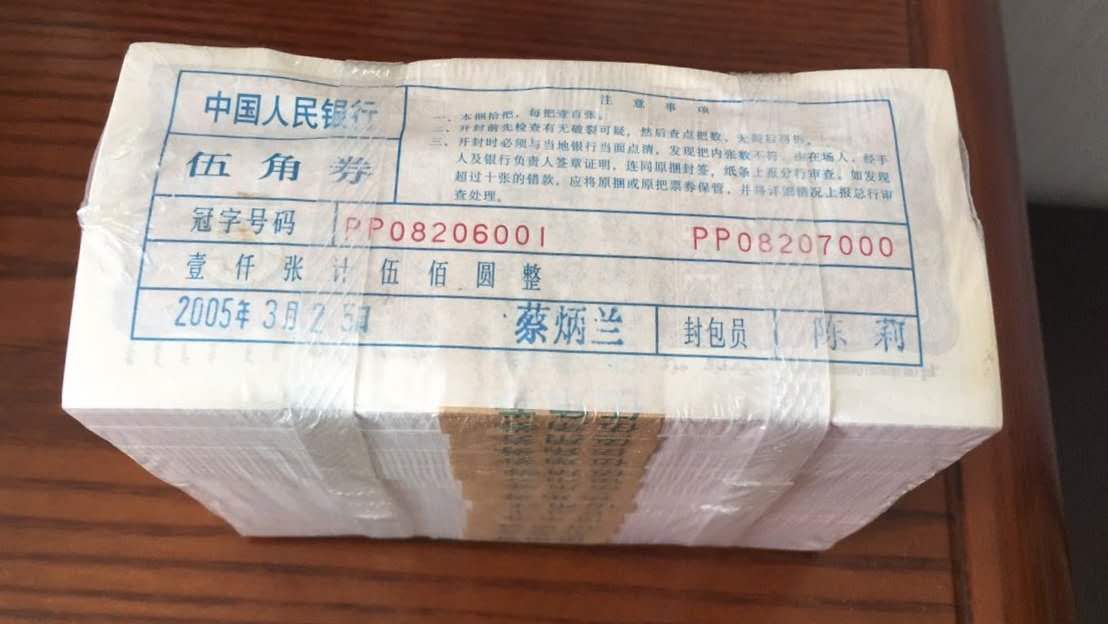 中国人民银行
伍角券
注意事项
一、本捆拾把，每把壹百张。
二、开封前先检查有无破裂可疑，然后查点把数，
三、开封时必须与当地银行当面点清，发现把内张数不符，由在场人、经手
人及银行负责人签章证明，连同原捆封签，纸条上报分行审查。如发现
超过十张的错款，应将原捆或原把票券保管，并将详细情况上报总行审
查处理。
冠字号码 PP08206001 PP08207000
壹仟张计伍佰圆整
2005年3月25日 蔡炳兰 封包员 陈莉